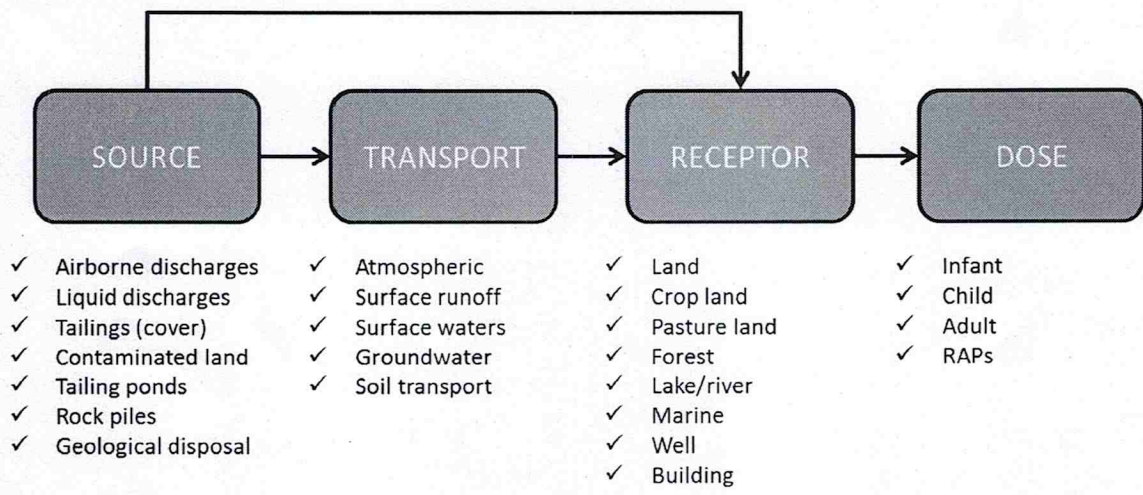 SOURCE
TRANSPORT
RECEPTOR
DOSE
✓ Airborne discharges
✓ Liquid discharges
✓ Tailings (cover)
✓ Contaminated land
✓ Tailing ponds
✓ Rock piles
✓ Geological disposal
✓ Atmospheric
✓ Surface runoff
✓ Surface waters
✓ Groundwater
✓ Soil transport
✓ Land
✓ Crop land
✓ Pasture land
✓ Forest
✓ Lake/river
✓ Marine
✓ Well
✓ Building
✓ Infant
✓ Child
✓ Adult
✓ RAPs